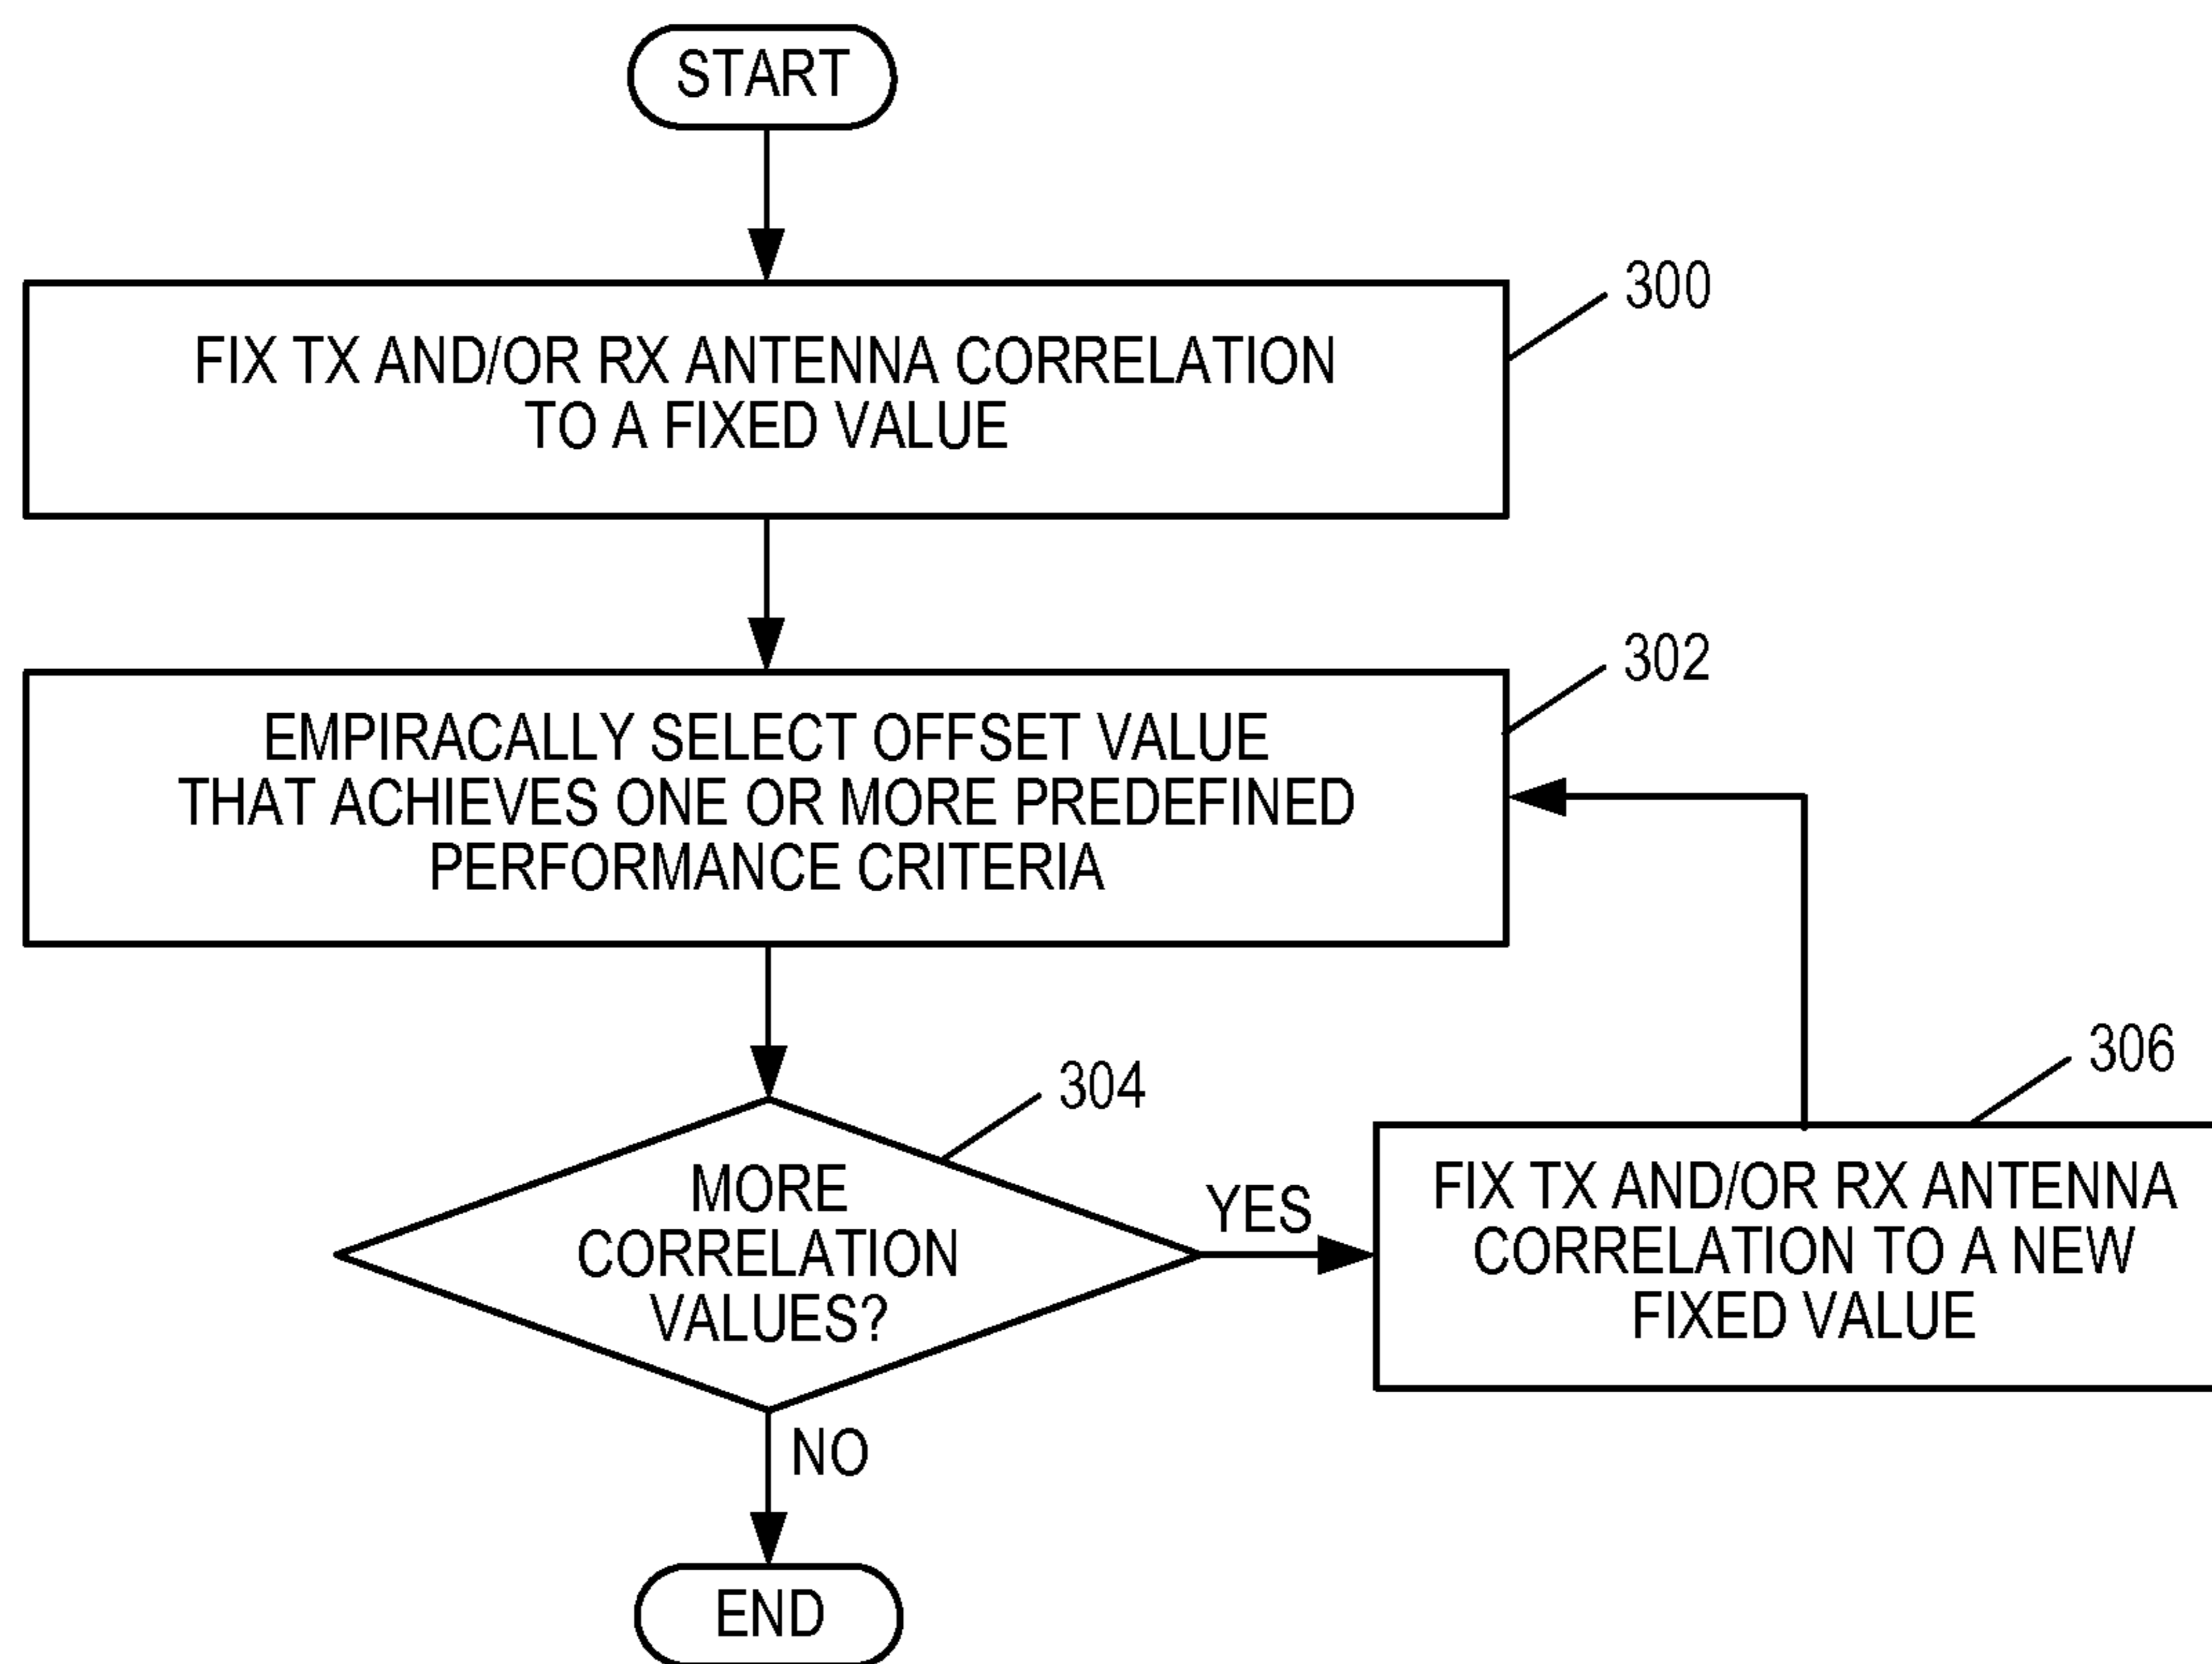 START
300
FIX TX AND/OR RX ANTENNA CORRELATION
TO A FIXED VALUE
302
EMPIRACALLY SELECT OFFSET VALUE
THAT ACHIEVES ONE OR MORE PREDEFINED
PERFORMANCE CRITERIA
304
MORE
CORRELATION
VALUES?
YES
306
FIX TX AND/OR RX ANTENNA
CORRELATION TO A NEW
FIXED VALUE
NO
END